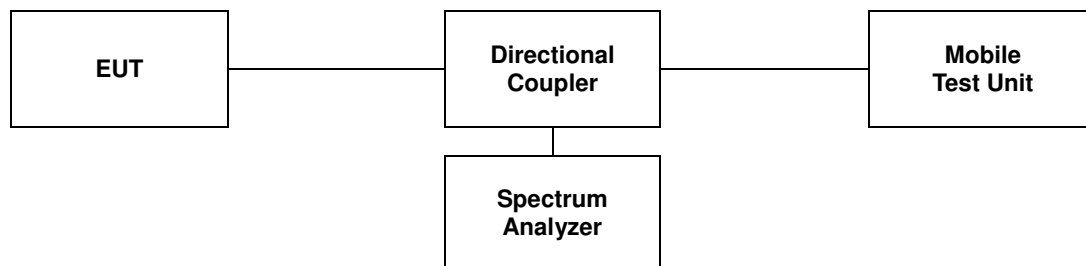 EUT
Directional
Coupler
Mobile
Test Unit
Spectrum
Analyzer